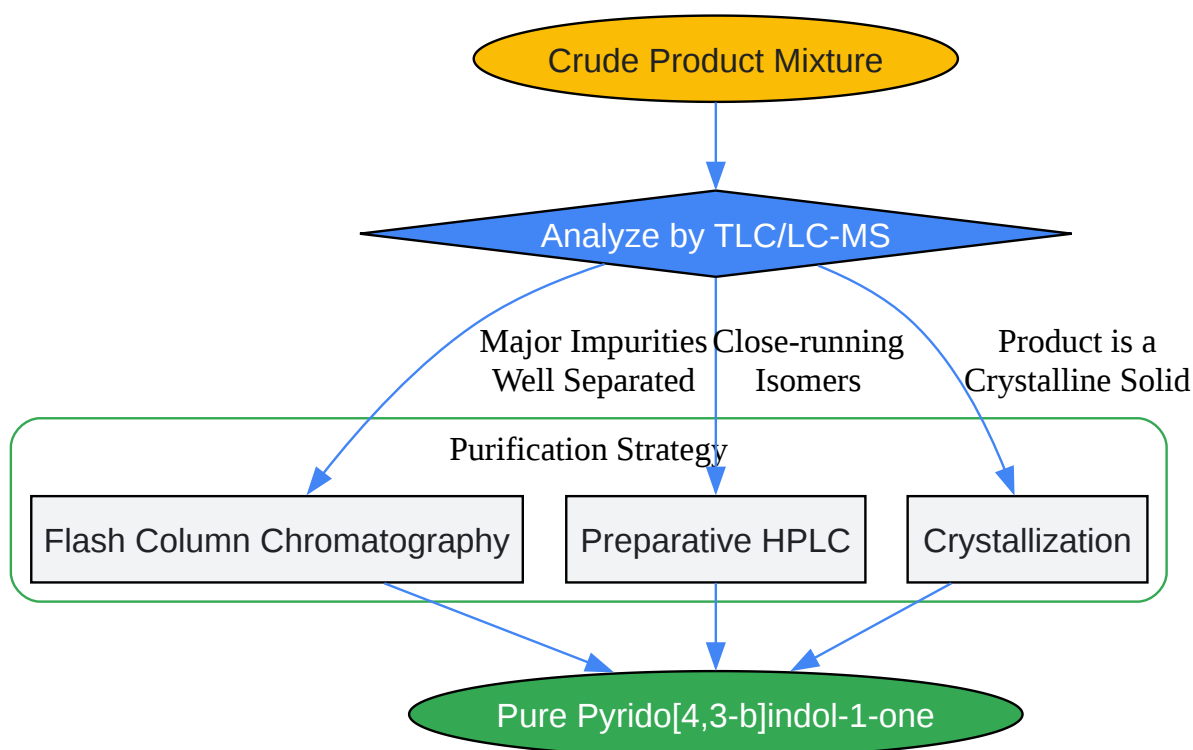 Crude Product Mixture
Analyze by TLC/LC-MS
Major Impurities
Well Separated
Close-running
Isomers
Product is a
Crystalline Solid
Purification Strategy
Flash Column Chromatography
Preparative HPLC
Crystallization
Pure Pyrido[4,3-b]indol-1-one